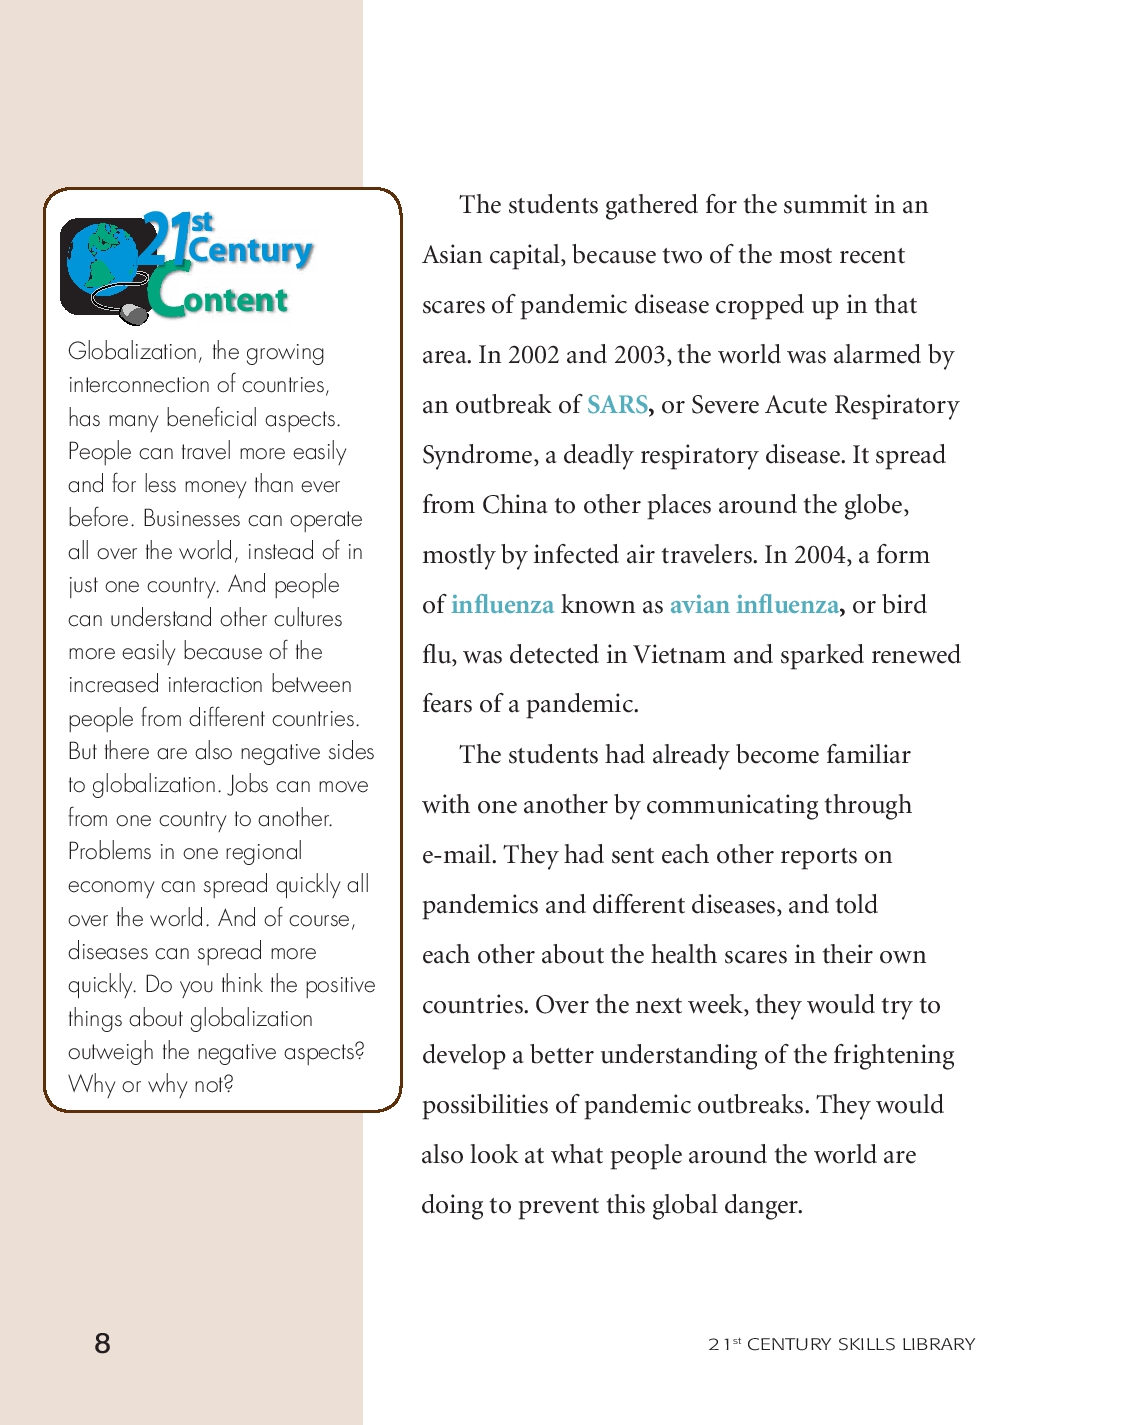 21st
Century
Content
Globalization, the growing
interconnection of countries,
has many beneficial aspects.
People can travel more easily
and for less money than ever
before. Businesses can operate
all over the world, instead of in
just one country. And people
can understand other cultures
more easily because of the
increased interaction between
people from different countries.
But there are also negative sides
to globalization. Jobs can move
from one country to another.
Problems in one regional
economy can spread quickly all
over the world. And of course,
diseases can spread more
quickly. Do you think the positive
things about globalization
outweigh the negative aspects?
Why or why not?
The students gathered for the summit in an
Asian capital, because two of the most recent
scares of pandemic disease cropped up in that
area. In 2002 and 2003, the world was alarmed by
an outbreak of SARS, or Severe Acute Respiratory
Syndrome, a deadly respiratory disease. It spread
from China to other places around the globe,
mostly by infected air travelers. In 2004, a form
of influenza known as avian influenza, or bird
flu, was detected in Vietnam and sparked renewed
fears of a pandemic.
The students had already become familiar
with one another by communicating through
e-mail. They had sent each other reports on
pandemics and different diseases, and told
each other about the health scares in their own
countries. Over the next week, they would try to
develop a better understanding of the frightening
possibilities of pandemic outbreaks. They would
also look at what people around the world are
doing to prevent this global danger.
8
21st CENTURY SKILLS LIBRARY